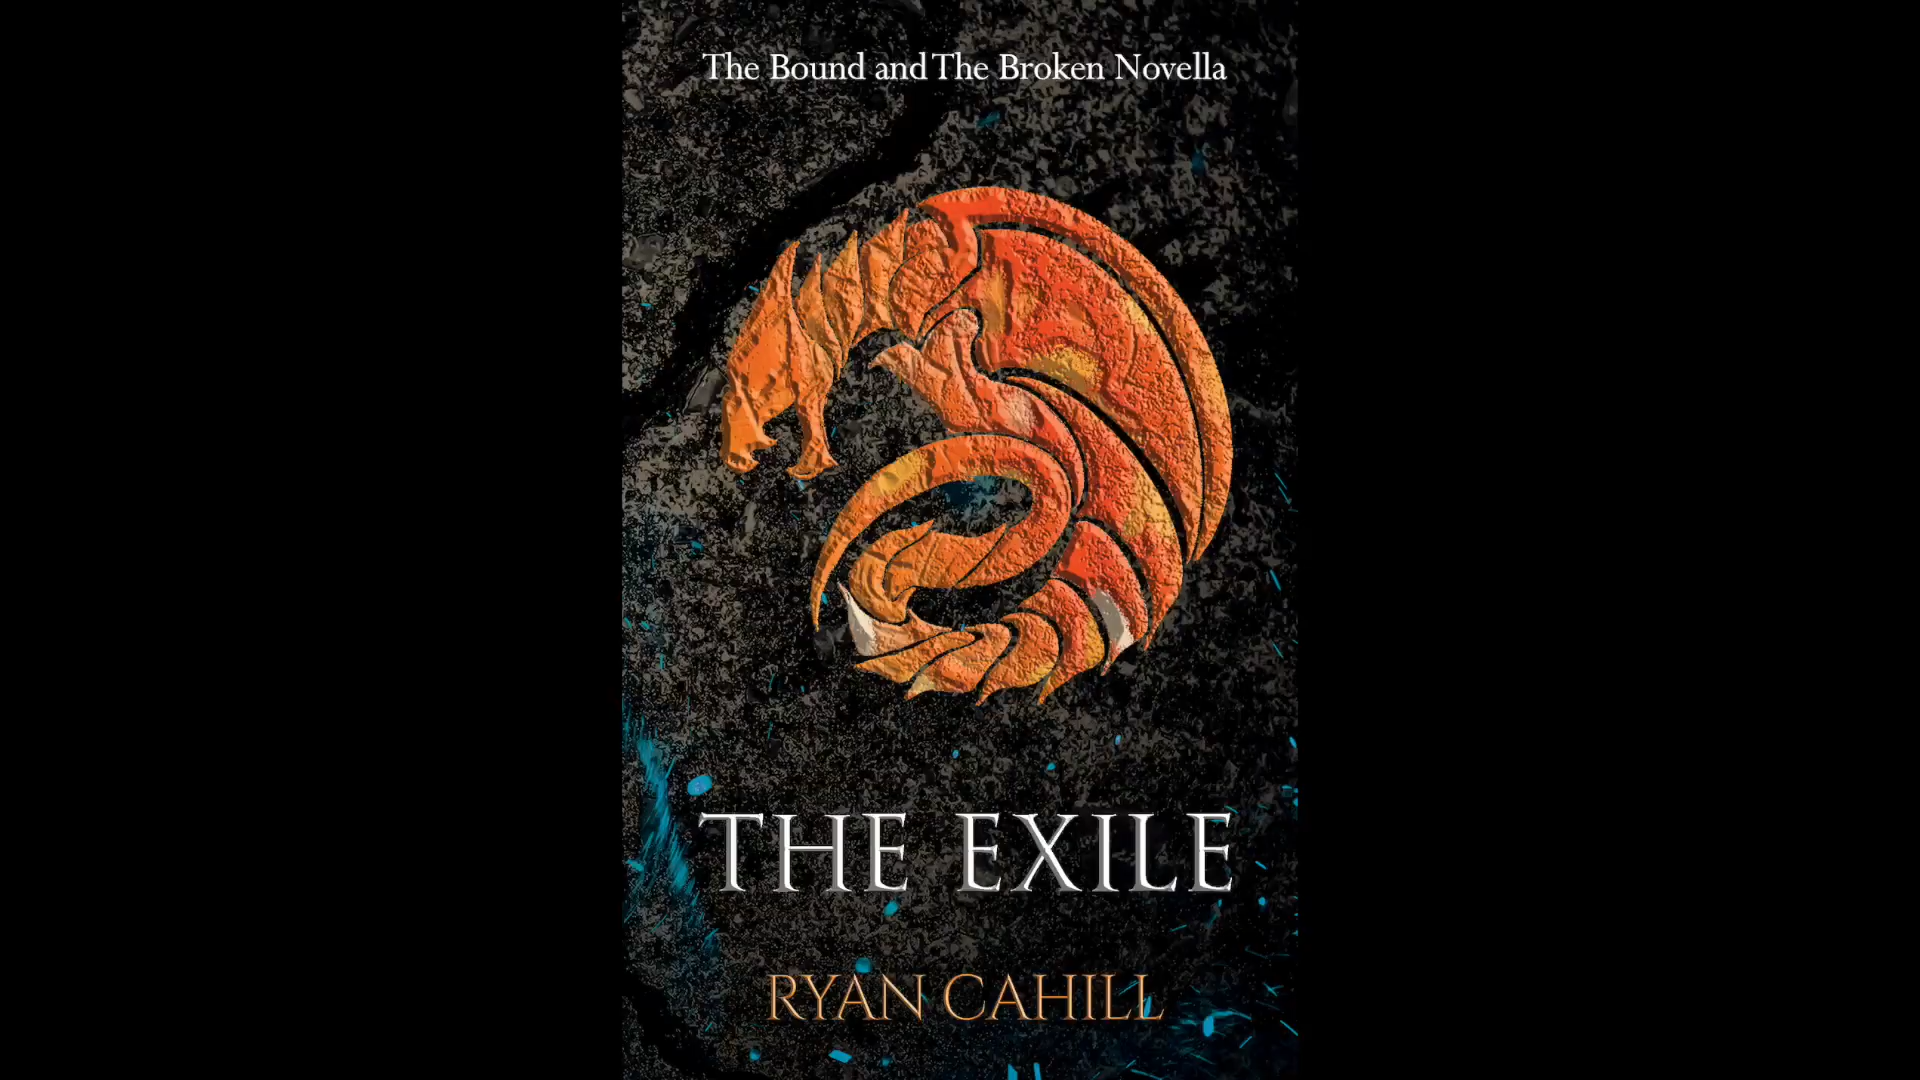 The Bound and The Broken Novella
THE EXILE
RYAN CAHILL